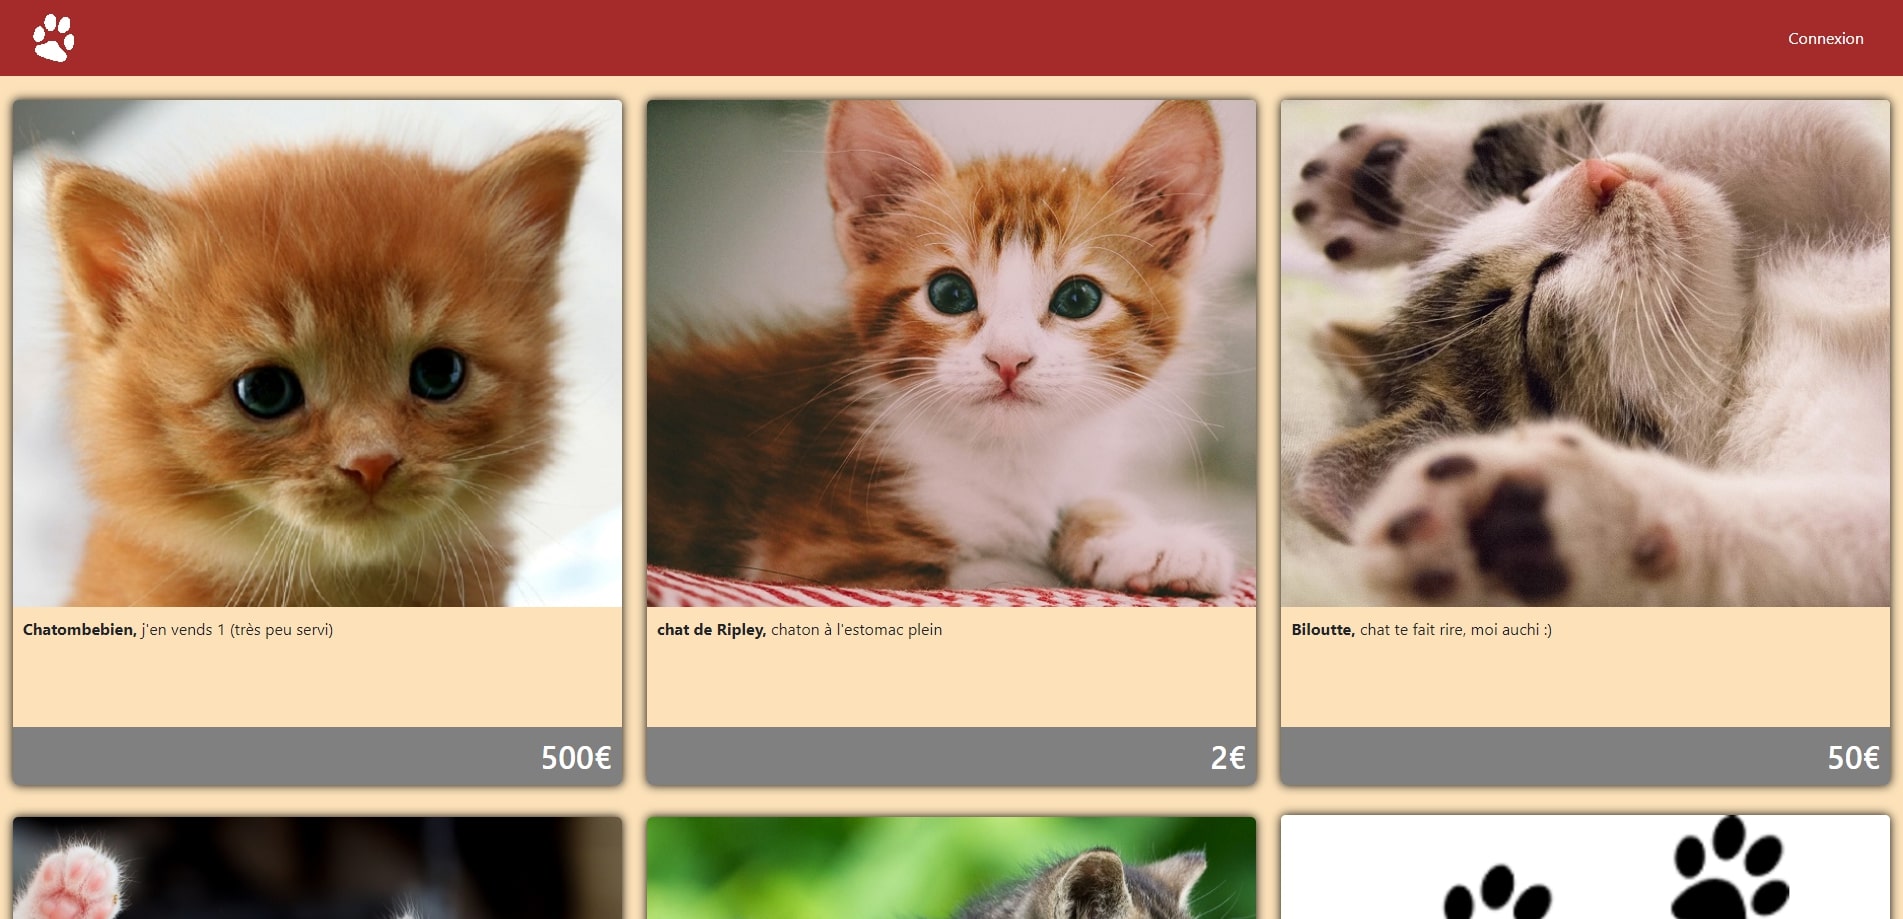 Connexion
Chatombebien, j'en vends 1 (très peu servi)
chat de Ripley, chaton à l'estomac plein
Biloutte, chat te fait rire, moi auchi :)
500€
2€
50€